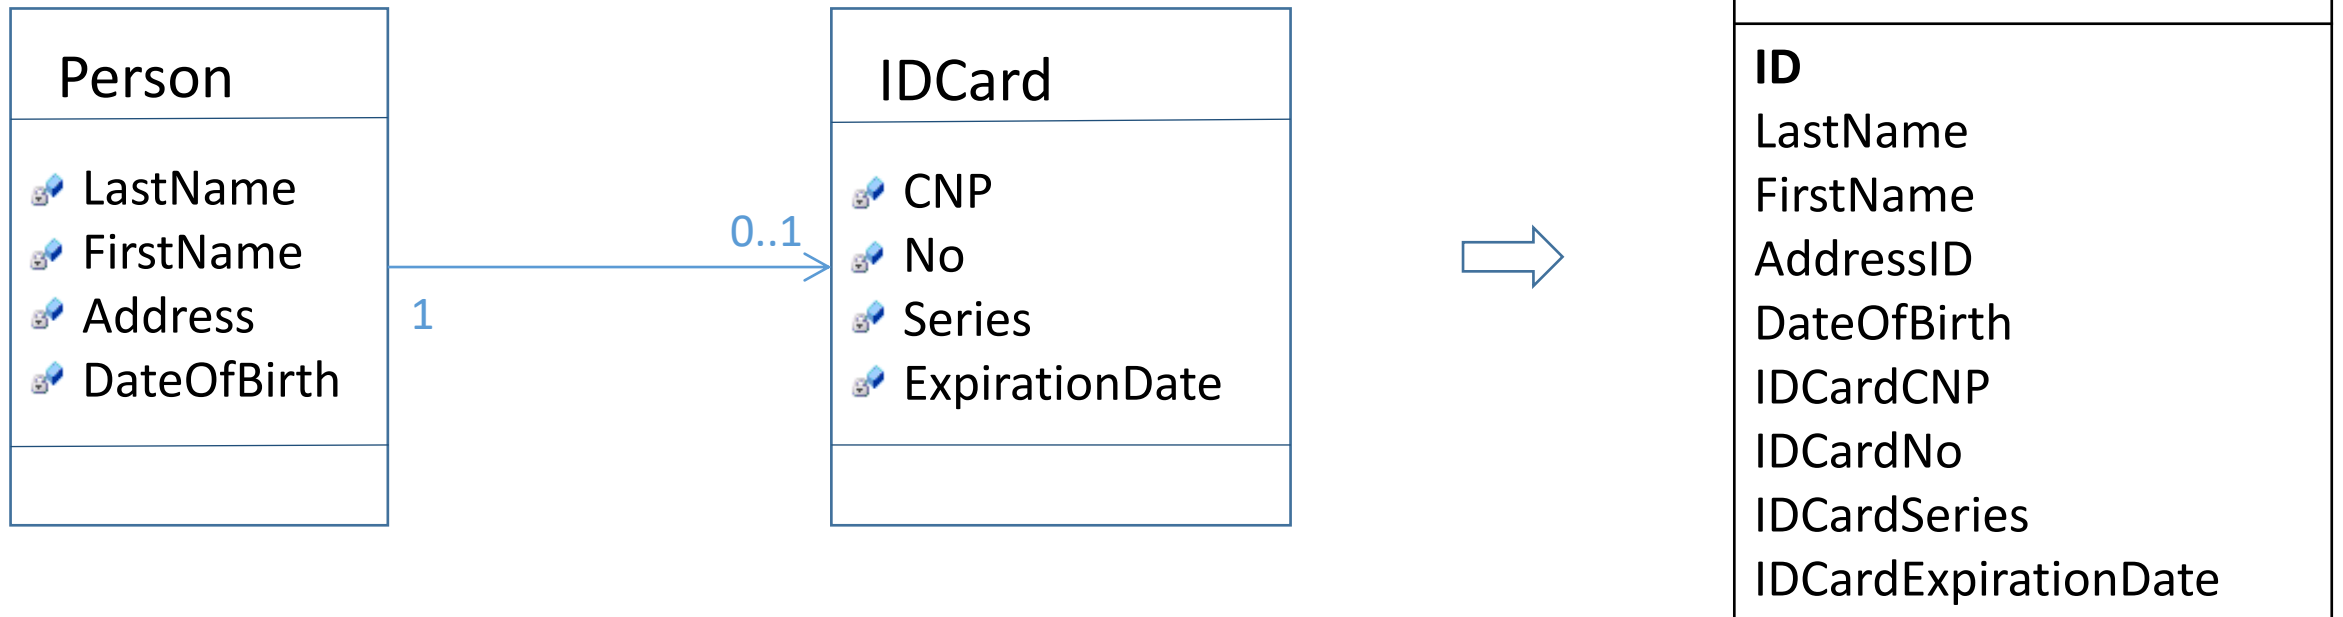 Person
LastName
FirstName
Address
DateOfBirth
1
0..1
IDCard
CNP
No
Series
ExpirationDate
ID
LastName
FirstName
AddressID
DateOfBirth
IDCardCNP
IDCardNo
IDCardSeries
IDCardExpirationDate